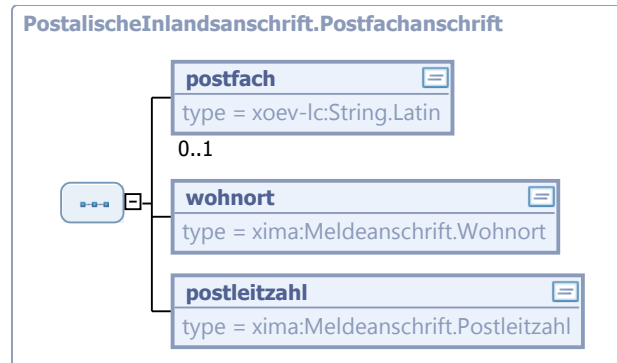 PostalischeInlandsanschrift.Postfachanschrift
postfach
type = xoev-lc:String.Latin
0..1
wohnort
type = xima:Meldeanschrift.Wohnort
postleitzahl
type = xima:Meldeanschrift.Postleitzahl